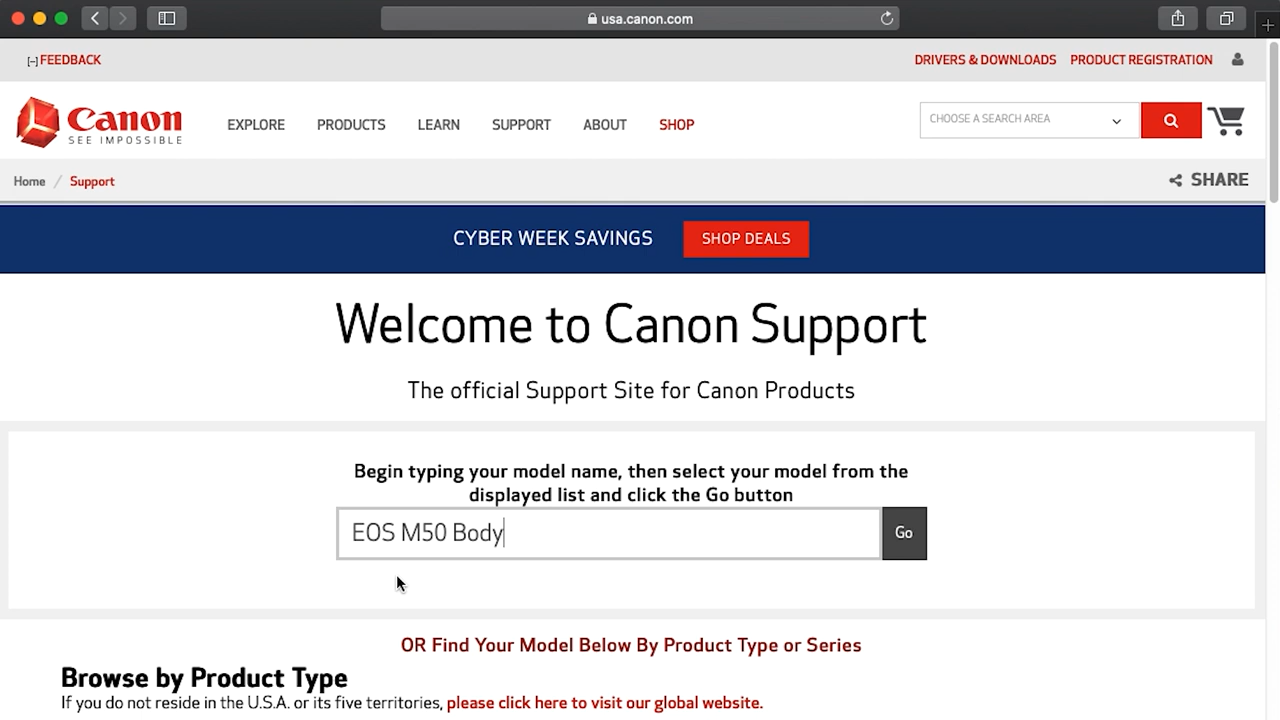 usa.canon.com
[-] FEEDBACK
DRIVERS & DOWNLOADS PRODUCT REGISTRATION
Canon
SEE IMPOSSIBLE
EXPLORE PRODUCTS LEARN SUPPORT ABOUT SHOP
CHOOSE A SEARCH AREA
Home / Support
SHARE
CYBER WEEK SAVINGS
SHOP DEALS
Welcome to Canon Support
The official Support Site for Canon Products
Begin typing your model name, then select your model from the
displayed list and click the Go button
EOS M50 Body
Go
OR Find Your Model Below By Product Type or Series
Browse by Product Type
If you do not reside in the U.S.A. or its five territories, please click here to visit our global website.